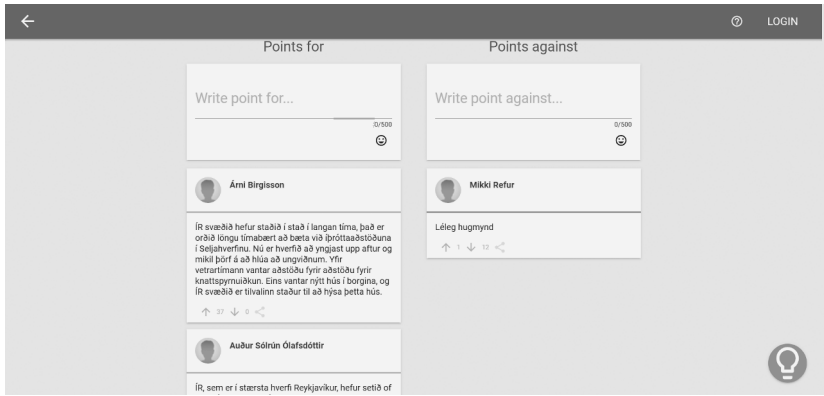 LOGIN
Points for
Points against
Write point for...
Write point against...
0/500
0/500
Árni Birgisson
Mikki Refur
ÍR svæðið hefur staðið í stað í langan tíma, það er
orðið löngu tímabært að bæta við íþróttaaðstöðuna
í Seljahverfinu. Nú er hverfið að yngjast upp aftur og
mikil þörf á að hlúa að ungviðnum. Yfir
vetrartímann vantar aðstöðu fyrir aðstöðu fyrir
knattspyrnuiðkun. Eins vantar nýtt hús í borgina, og
ÍR svæðið er tilvalinn staður til að hýsa þetta hús.
37 0
Léleg hugmynd
1 12
Auður Sólrún Ólafsdóttir
ÍR, sem er í stærsta hverfi Reykjavíkur, hefur setið of